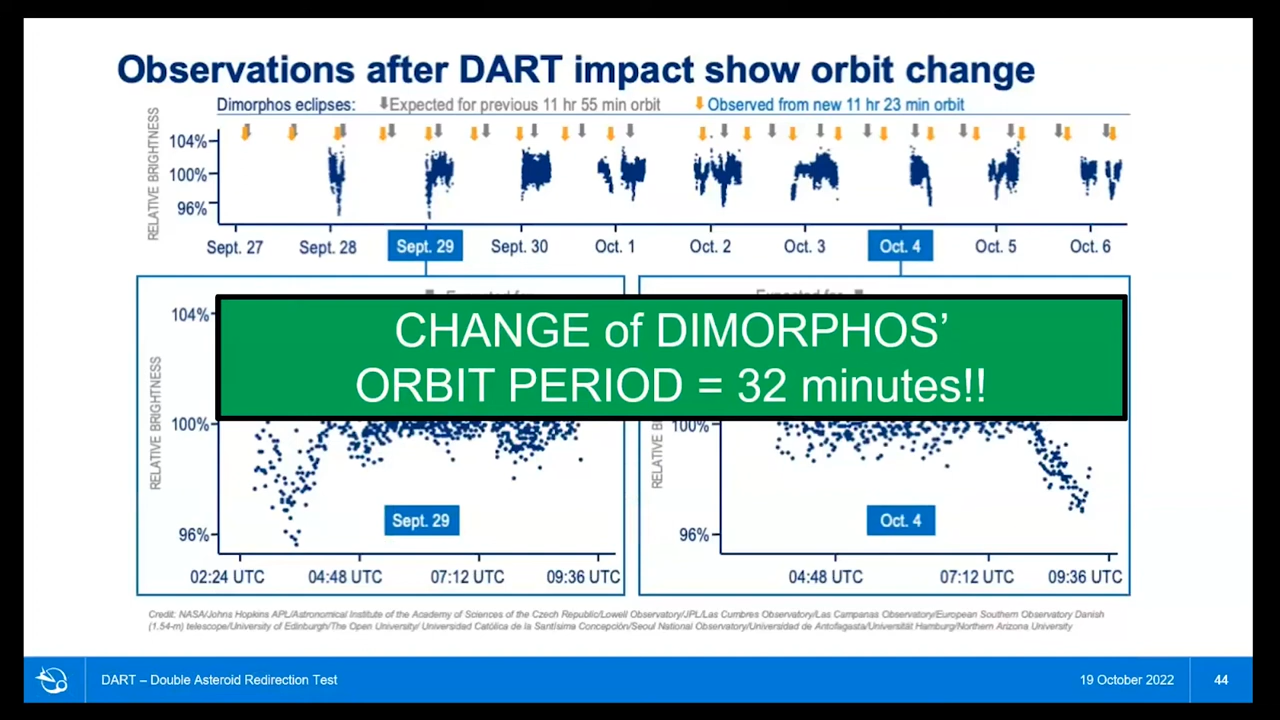 Observations after DART impact show orbit change
Dimorphos eclipses: Expected for previous 11 hr 55 min orbit Observed from new 11 hr 23 min orbit
RELATIVE BRIGHTNESS
104%
100%
96%
Sept. 27 Sept. 28 Sept. 29 Sept. 30 Oct. 1 Oct. 2 Oct. 3 Oct. 4 Oct. 5 Oct. 6
CHANGE of DIMORPHOS’
ORBIT PERIOD = 32 minutes!!
RELATIVE BRIGHTNESS
104%
100%
96%
Sept. 29
02:24 UTC 04:48 UTC 07:12 UTC 09:36 UTC
100%
96%
Oct. 4
04:48 UTC 07:12 UTC 09:36 UTC
Credit: NASA/Johns Hopkins APL/Astronomical Institute of the Academy of Sciences of the Czech Republic/Lowell Observatory/JPL/Las Cumbres Observatory/Las Campanas Observatory/European Southern Observatory Danish
(1.54-m) telescope/University of Edinburgh/The Open University/ Universidad Católica de la Santísima Concepción/Seoul National Observatory/Universidad de Antofagasta/Universität Hamburg/Northern Arizona University
DART – Double Asteroid Redirection Test 19 October 2022 44